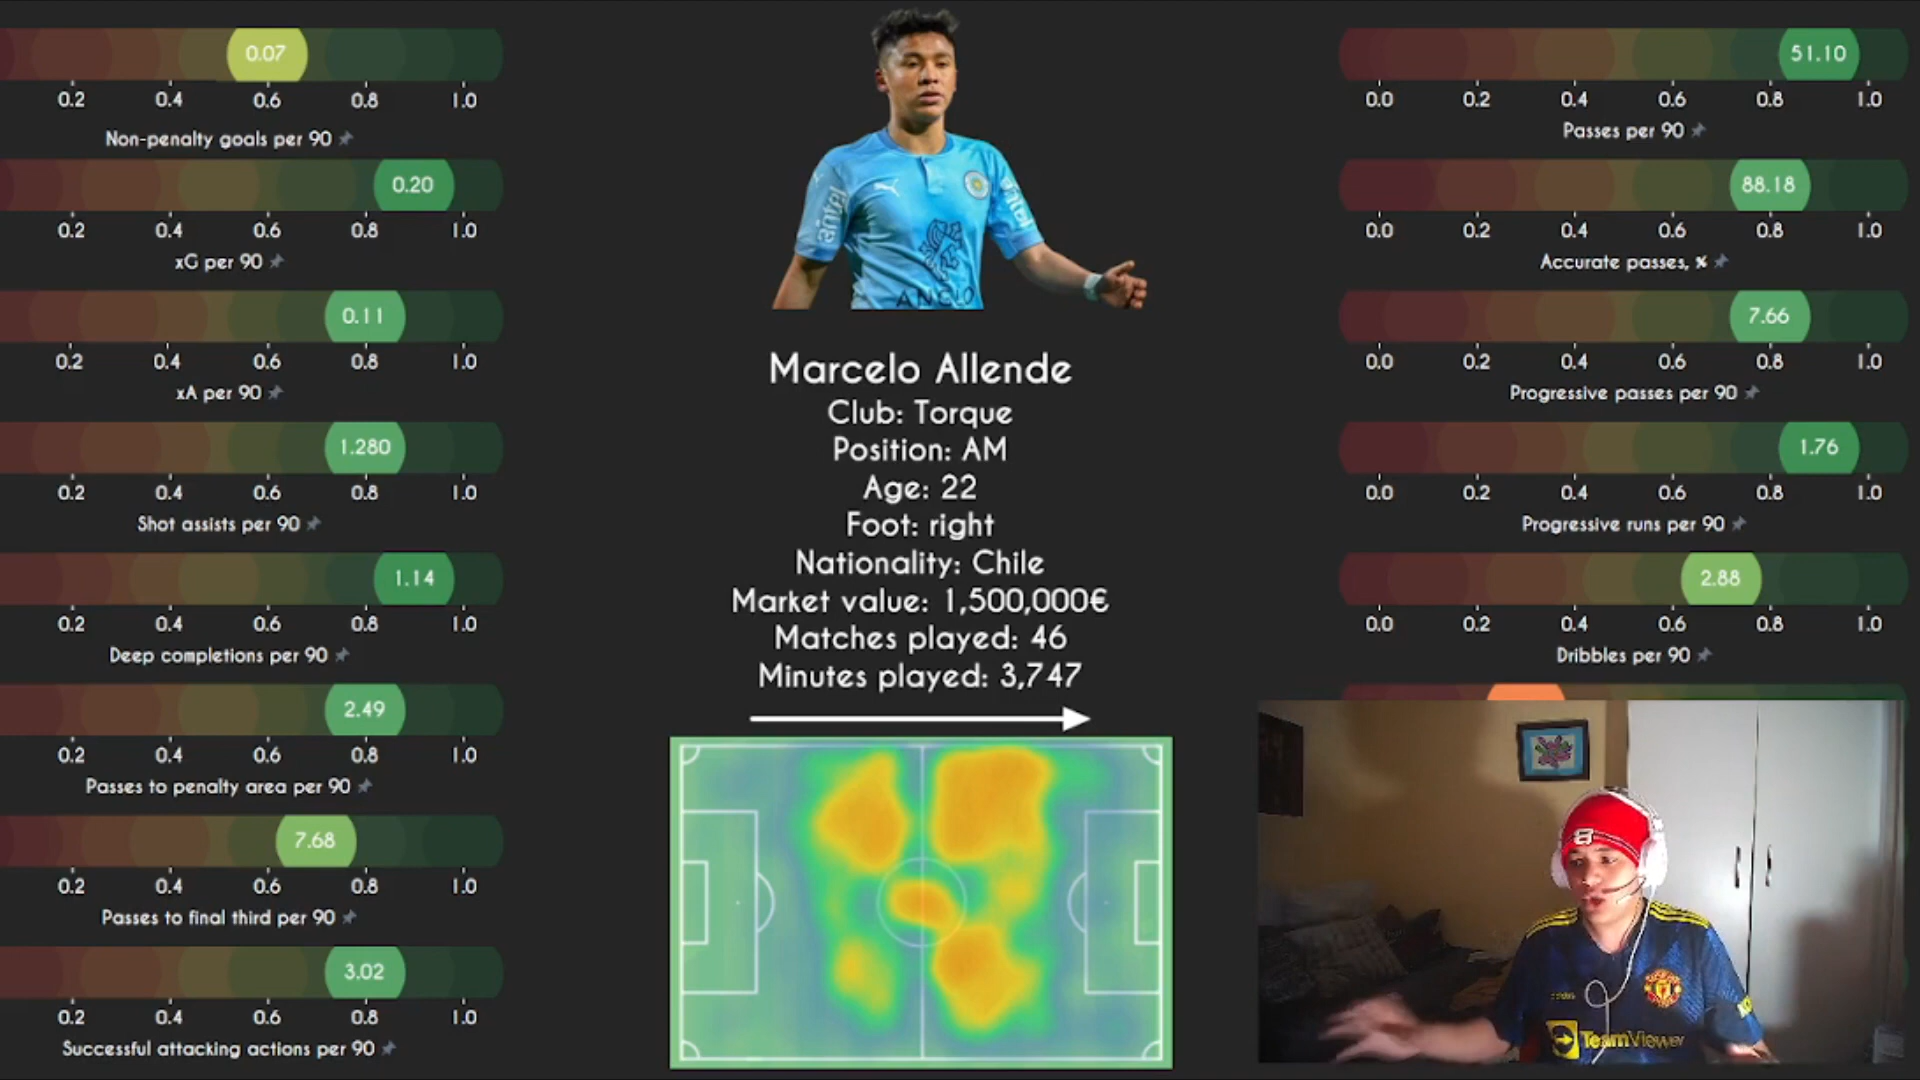 0.07
0.2 0.4 0.6 0.8 1.0
Non-penalty goals per 90
0.20
0.2 0.4 0.6 0.8 1.0
xG per 90
0.11
0.2 0.4 0.6 0.8 1.0
xA per 90
1.280
0.2 0.4 0.6 0.8 1.0
Shot assists per 90
1.14
0.2 0.4 0.6 0.8 1.0
Deep completions per 90
2.49
0.2 0.4 0.6 0.8 1.0
Passes to penalty area per 90
7.68
0.2 0.4 0.6 0.8 1.0
Passes to final third per 90
3.02
0.2 0.4 0.6 0.8 1.0
Successful attacking actions per 90
antel
antel
ANGLO
Marcelo Allende
Club: Torque
Position: AM
Age: 22
Foot: right
Nationality: Chile
Market value: 1,500,000€
Matches played: 46
Minutes played: 3,747
51.10
0.0 0.2 0.4 0.6 0.8 1.0
Passes per 90
88.18
0.0 0.2 0.4 0.6 0.8 1.0
Accurate passes, %
7.66
0.0 0.2 0.4 0.6 0.8 1.0
Progressive passes per 90
1.76
0.0 0.2 0.4 0.6 0.8 1.0
Progressive runs per 90
2.88
0.0 0.2 0.4 0.6 0.8 1.0
Dribbles per 90
adidas
TeamViewer